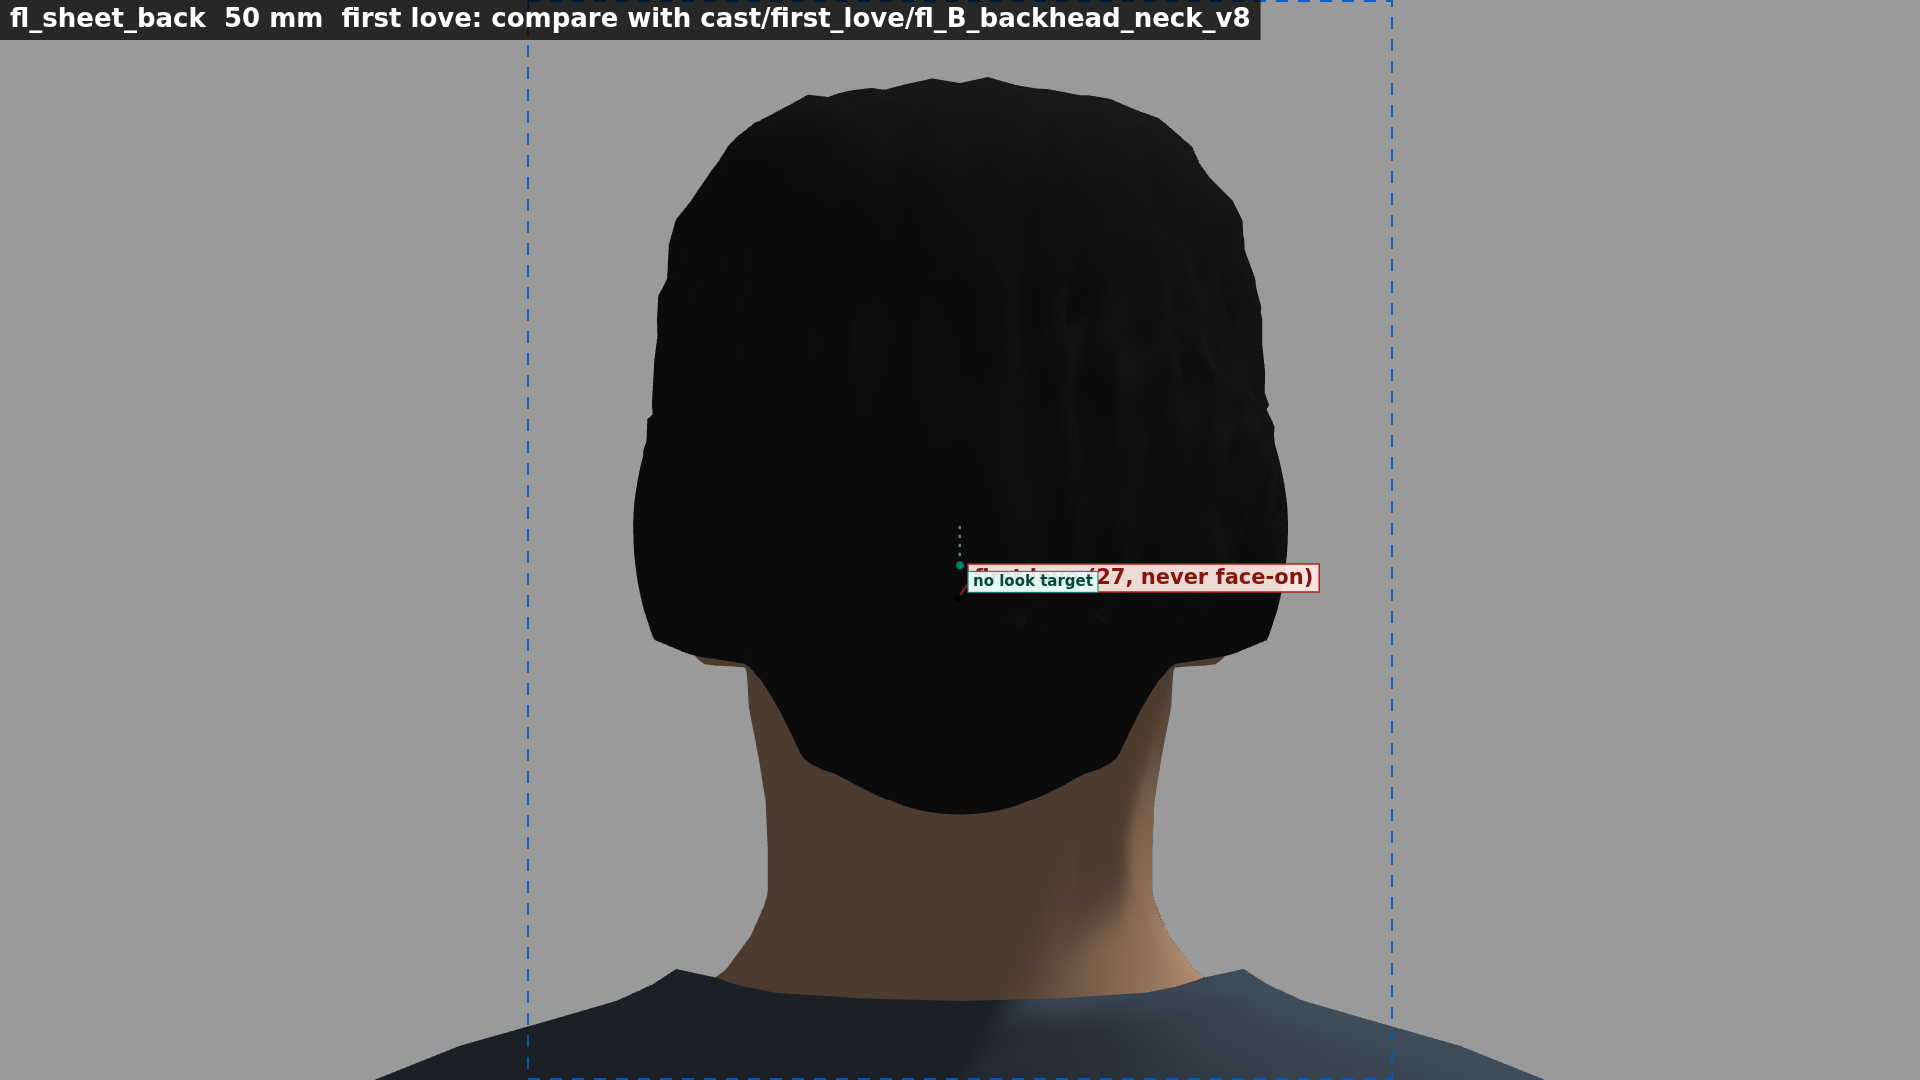 fl_sheet_back 50 mm first love: compare with cast/first_love/fl_B_backhead_neck_v8
(27, never face-on)
no look target